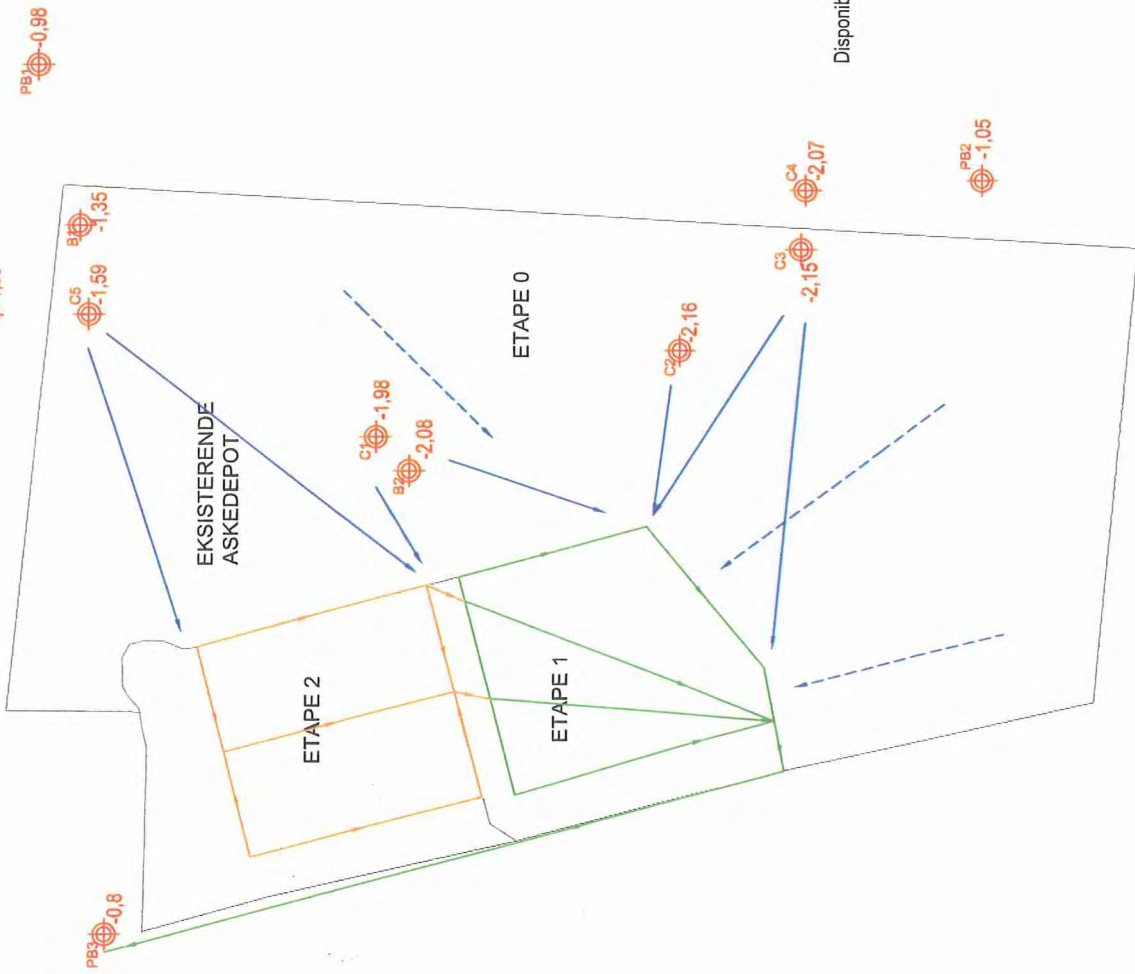 PB1
-0,98
B1
-1,35
C5
-1,59
EKSISTERENDE
ASKEDEPOT
ETAPE 0
C1
-1,98
B2
-2,08
C2
-2,16
C3
-2,15
C4
-2,07
PB2
-1,05
ETAPE 2
ETAPE 1
PB3
-0,8